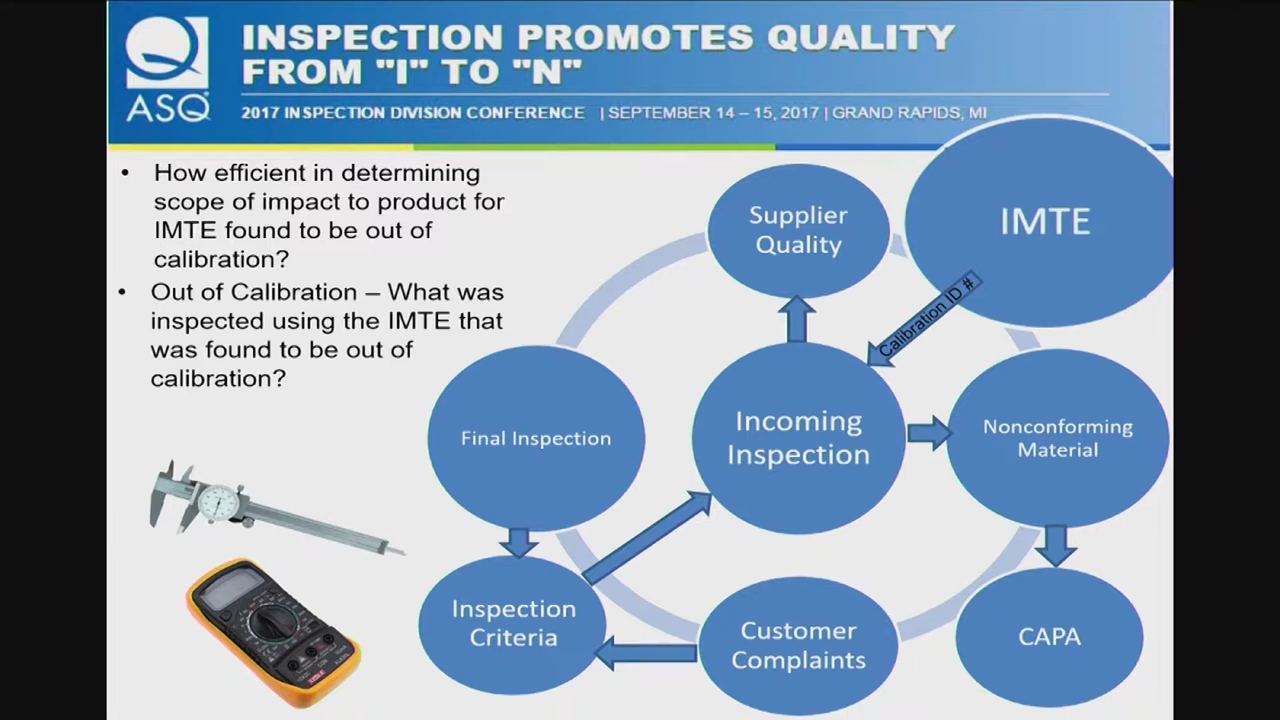 INSPECTION PROMOTES QUALITY
FROM "I" TO "N"
ASQ
2017 INSPECTION DIVISION CONFERENCE | SEPTEMBER 14 – 15, 2017 | GRAND RAPIDS, MI
• How efficient in determining
scope of impact to product for
IMTE found to be out of
calibration?
• Out of Calibration – What was
inspected using the IMTE that
was found to be out of
calibration?
Supplier
Quality
IMTE
Calibration ID #
Final Inspection
Incoming
Inspection
Nonconforming
Material
Inspection
Criteria
Customer
Complaints
CAPA